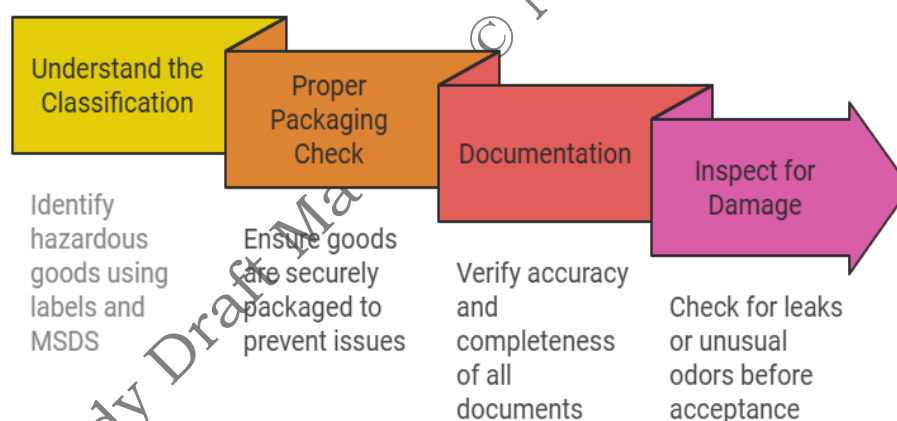 Understand the
Classification
Identify
hazardous
goods using
labels and
MSDS
Proper
Packaging
Check
Ensure goods
are securely
packaged to
prevent issues
Documentation
Verify accuracy
and
completeness
of all
documents
Inspect for
Damage
Check for leaks
or unusual
odors before
acceptance
Draft
©